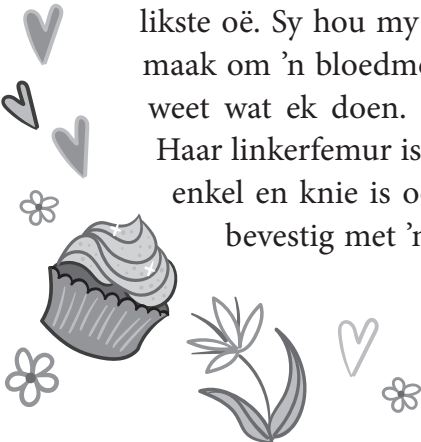 likste oë. Sy hou my
maak om ’n
weet wat ek doen.
Haar linkerfemur is
enkel en knie is
bevestig met